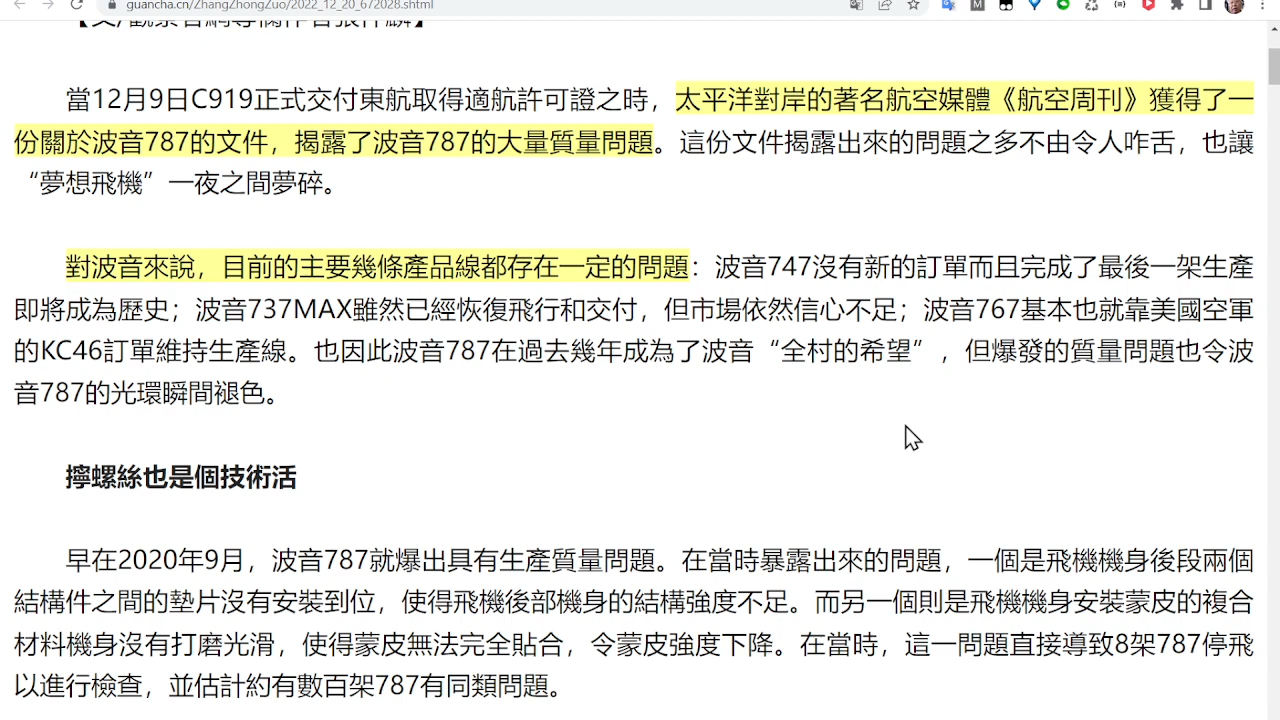 guancha.cn/ZhangZhongZuo/2022_12_20_672028.shtml
當12月9日C919正式交付東航取得適航許可證之時，太平洋對岸的著名航空媒體《航空周刊》獲得了一
份關於波音787的文件，揭露了波音787的大量質量問題。這份文件揭露出來的問題之多不由令人咋舌，也讓
“夢想飛機”一夜之間夢碎。
對波音來說，目前的主要幾條產品線都存在一定的問題：波音747沒有新的訂單而且完成了最後一架生產
即將成為歷史；波音737MAX雖然已經恢復飛行和交付，但市場依然信心不足；波音767基本也就靠美國空軍
的KC46訂單維持生產線。也因此波音787在過去幾年成為了波音“全村的希望”，但爆發的質量問題也令波
音787的光環瞬間褪色。
擰螺絲也是個技術活
早在2020年9月，波音787就爆出具有生產質量問題。在當時暴露出來的問題，一個是飛機機身後段兩個
結構件之間的墊片沒有安裝到位，使得飛機後部機身的結構強度不足。而另一個則是飛機機身安裝蒙皮的複合
材料機身沒有打磨光滑，使得蒙皮無法完全貼合，令蒙皮強度下降。在當時，這一問題直接導致8架787停飛
以進行檢查，並估計約有數百架787有同類問題。